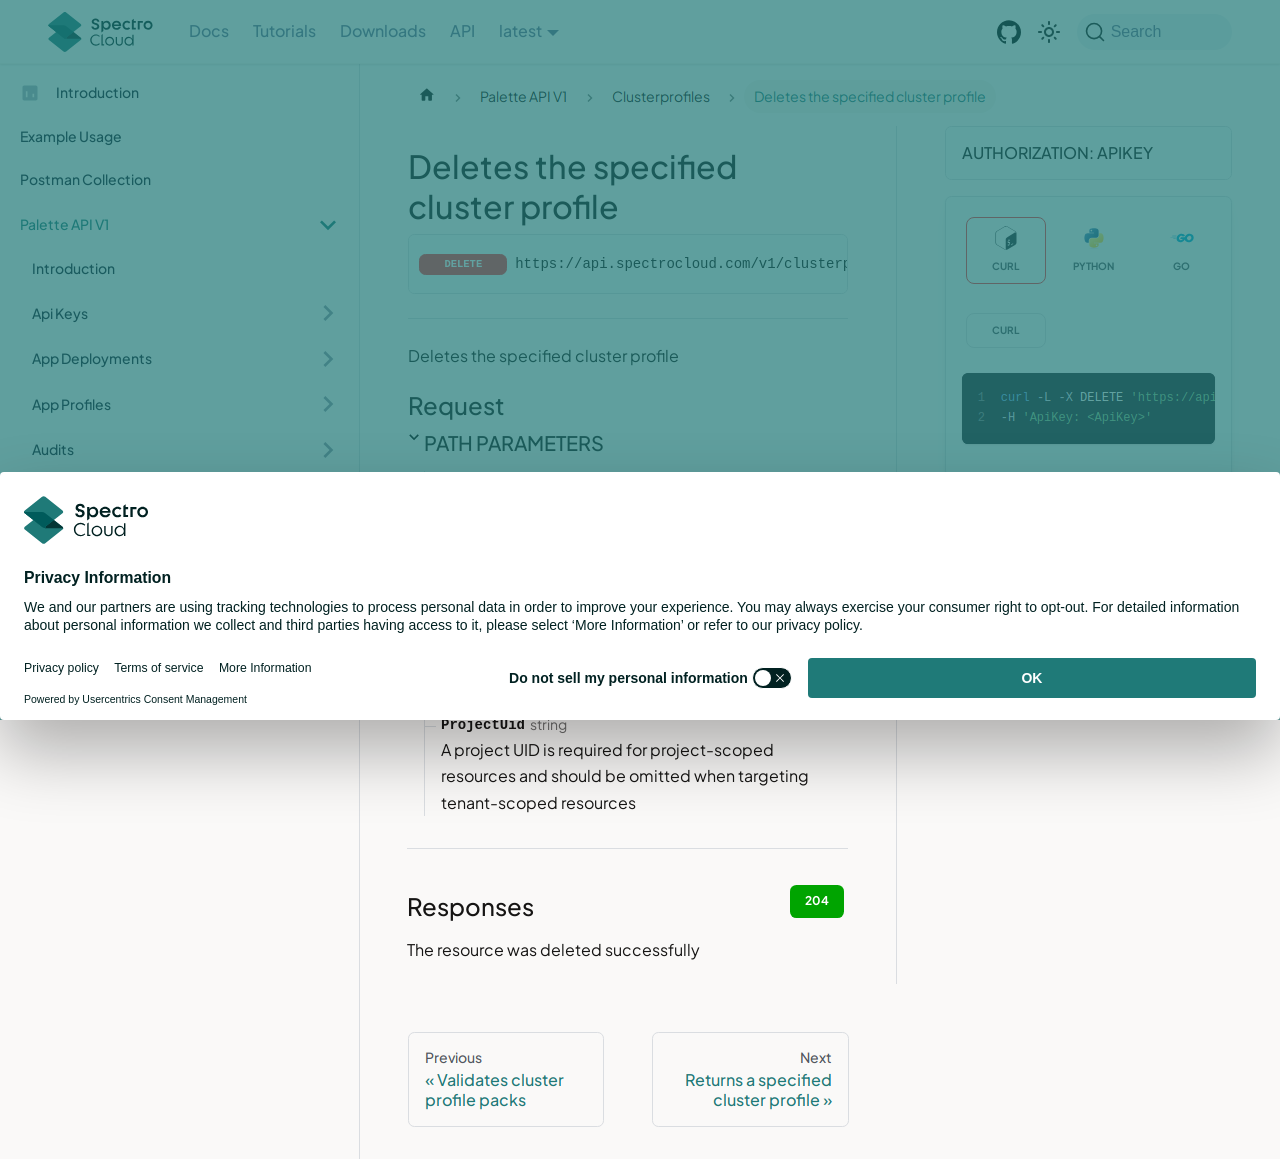 Spectro Cloud
Docs
Tutorials
Downloads
API
latest
Search
Introduction
Example Usage
Postman Collection
Palette API V1
Introduction
Api Keys
App Deployments
App Profiles
Audits
Palette API V1
Clusterprofiles
Deletes the specified cluster profile
Deletes the specified
cluster profile
DELETE https://api.spectrocloud.com/v1/clusterp
Deletes the specified cluster profile
Request
PATH PARAMETERS
AUTHORIZATION: APIKEY
CURL
PYTHON
GO
CURL
1 curl -L -X DELETE 'https://api
2 -H 'ApiKey: <ApiKey>'
Spectro
Cloud
Privacy Information
We and our partners are using tracking technologies to process personal data in order to improve your experience. You may always exercise your consumer right to opt-out. For detailed information
about personal information we collect and third parties having access to it, please select ‘More Information’ or refer to our privacy policy.
Privacy policy
Terms of service
More Information
Do not sell my personal information
OK
Powered by Usercentrics Consent Management
ProjectUid string
A project UID is required for project-scoped
resources and should be omitted when targeting
tenant-scoped resources
Responses
204
The resource was deleted successfully
Previous
« Validates cluster
profile packs
Next
Returns a specified
cluster profile »